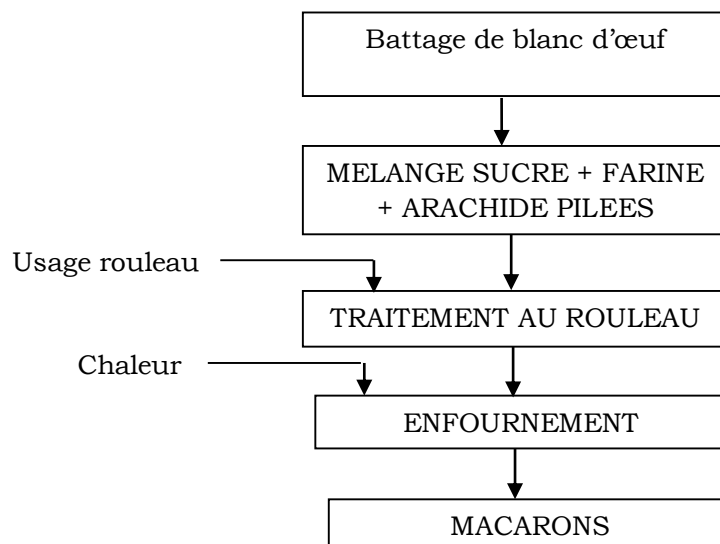 Battage de blanc d’œuf
MELANGE SUCRE + FARINE
+ ARACHIDE PILEES
Usage rouleau
TRAITEMENT AU ROULEAU
Chaleur
ENFOURNEMENT
MACARONS